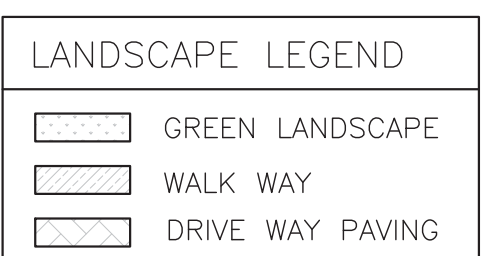 LANDSCAPE LEGEND
GREEN LANDSCAPE
WALK WAY
DRIVE WAY PAVING